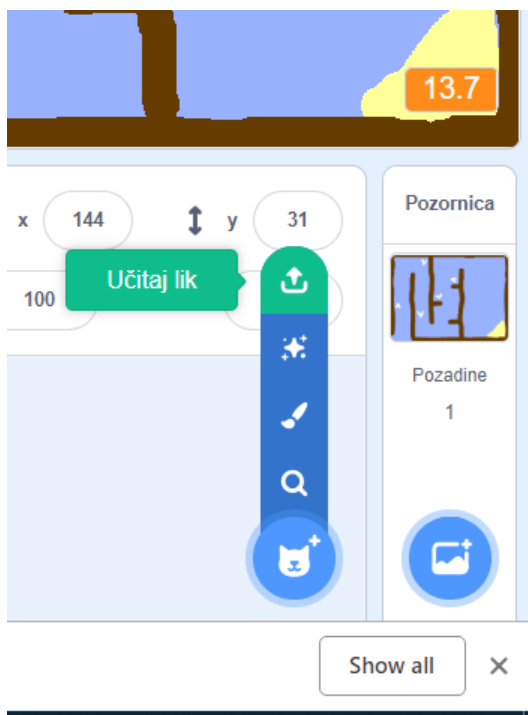 13.7
x 144 y 31
Pozornica
Učitaj lik
100
Pozadine
1
Show all